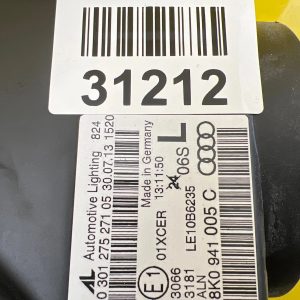 31212
AL Automotive Lighting 824
0 301 275 271 05 30.07.13 1520
Made In Germany L
01XCER 13:11:50 06S
LE10B6235
8K0 941 005 C
E1
3066
3181
ALN